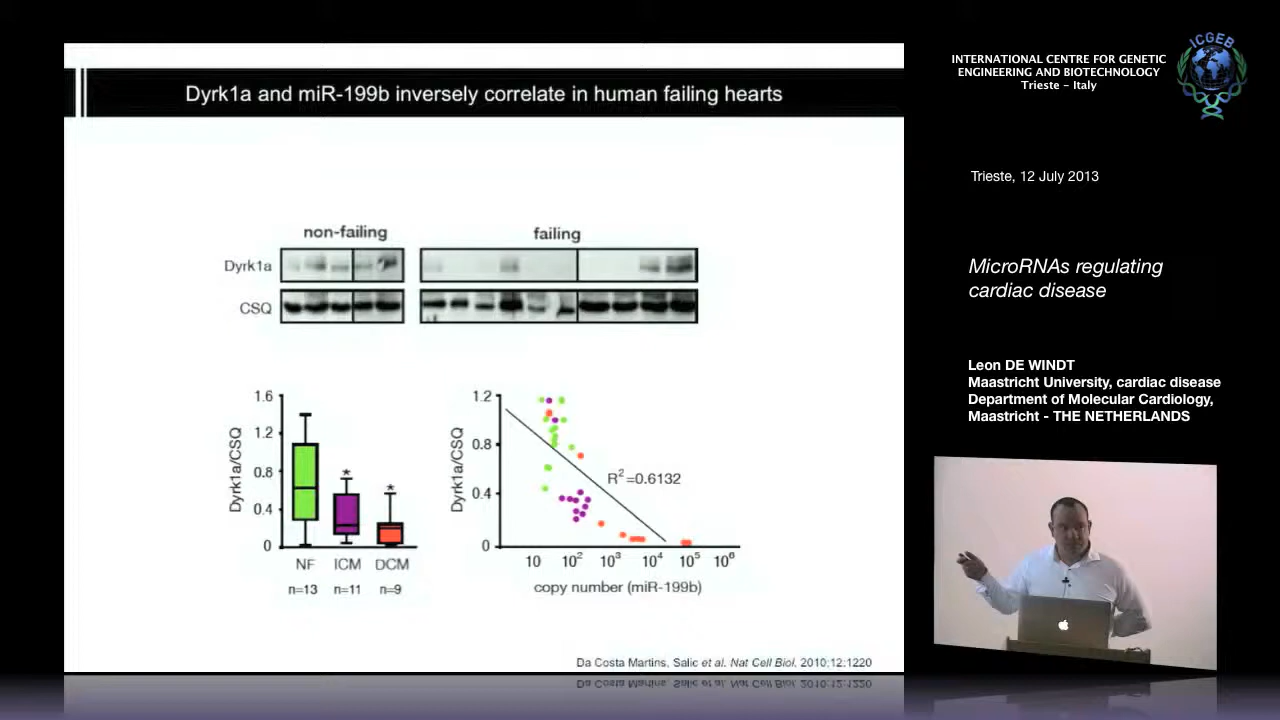 Dyrk1a and miR-199b inversely correlate in human failing hearts
non-failing
failing
Dyrk1a
CSQ
Dyrk1a/CSQ
1.6
1.2
0.8
0.4
0
*
*
NF
ICM
DCM
n=13
n=11
n=9
Dyrk1a/CSQ
1.2
0.8
0.4
0
R²=0.6132
10
10²
10³
10⁴
10⁵
10⁶
copy number (miR-199b)
Da Costa Martins, Salic et al. Nat Cell Biol. 2010;12:1220
INTERNATIONAL CENTRE FOR GENETIC
ENGINEERING AND BIOTECHNOLOGY
Trieste - Italy
ICGEB
Trieste, 12 July 2013
MicroRNAs regulating
cardiac disease
Leon DE WINDT
Maastricht University, cardiac disease
Department of Molecular Cardiology,
Maastricht - THE NETHERLANDS